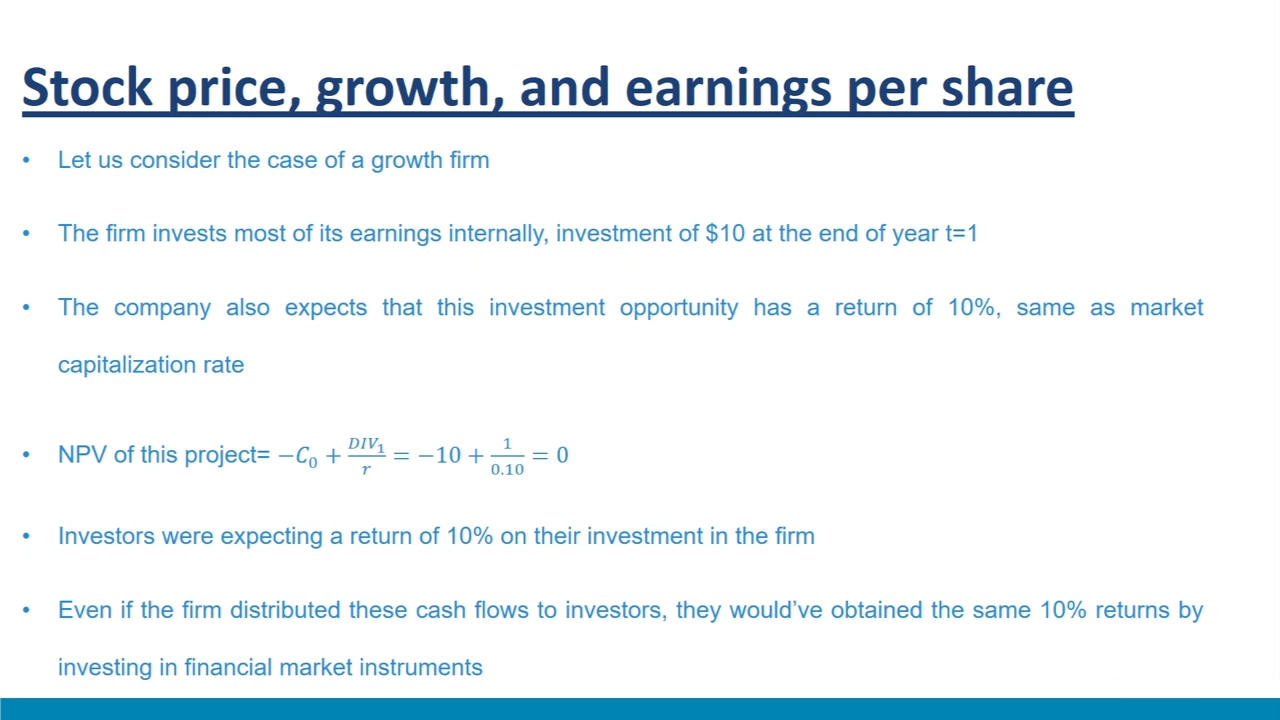 Stock price, growth, and earnings per share
• Let us consider the case of a growth firm
• The firm invests most of its earnings internally, investment of $10 at the end of year t=1
• The company also expects that this investment opportunity has a return of 10%, same as market
capitalization rate
• NPV of this project= −C₀ + DIV₁/r = −10 + 1/0.10 = 0
• Investors were expecting a return of 10% on their investment in the firm
• Even if the firm distributed these cash flows to investors, they would’ve obtained the same 10% returns by
investing in financial market instruments